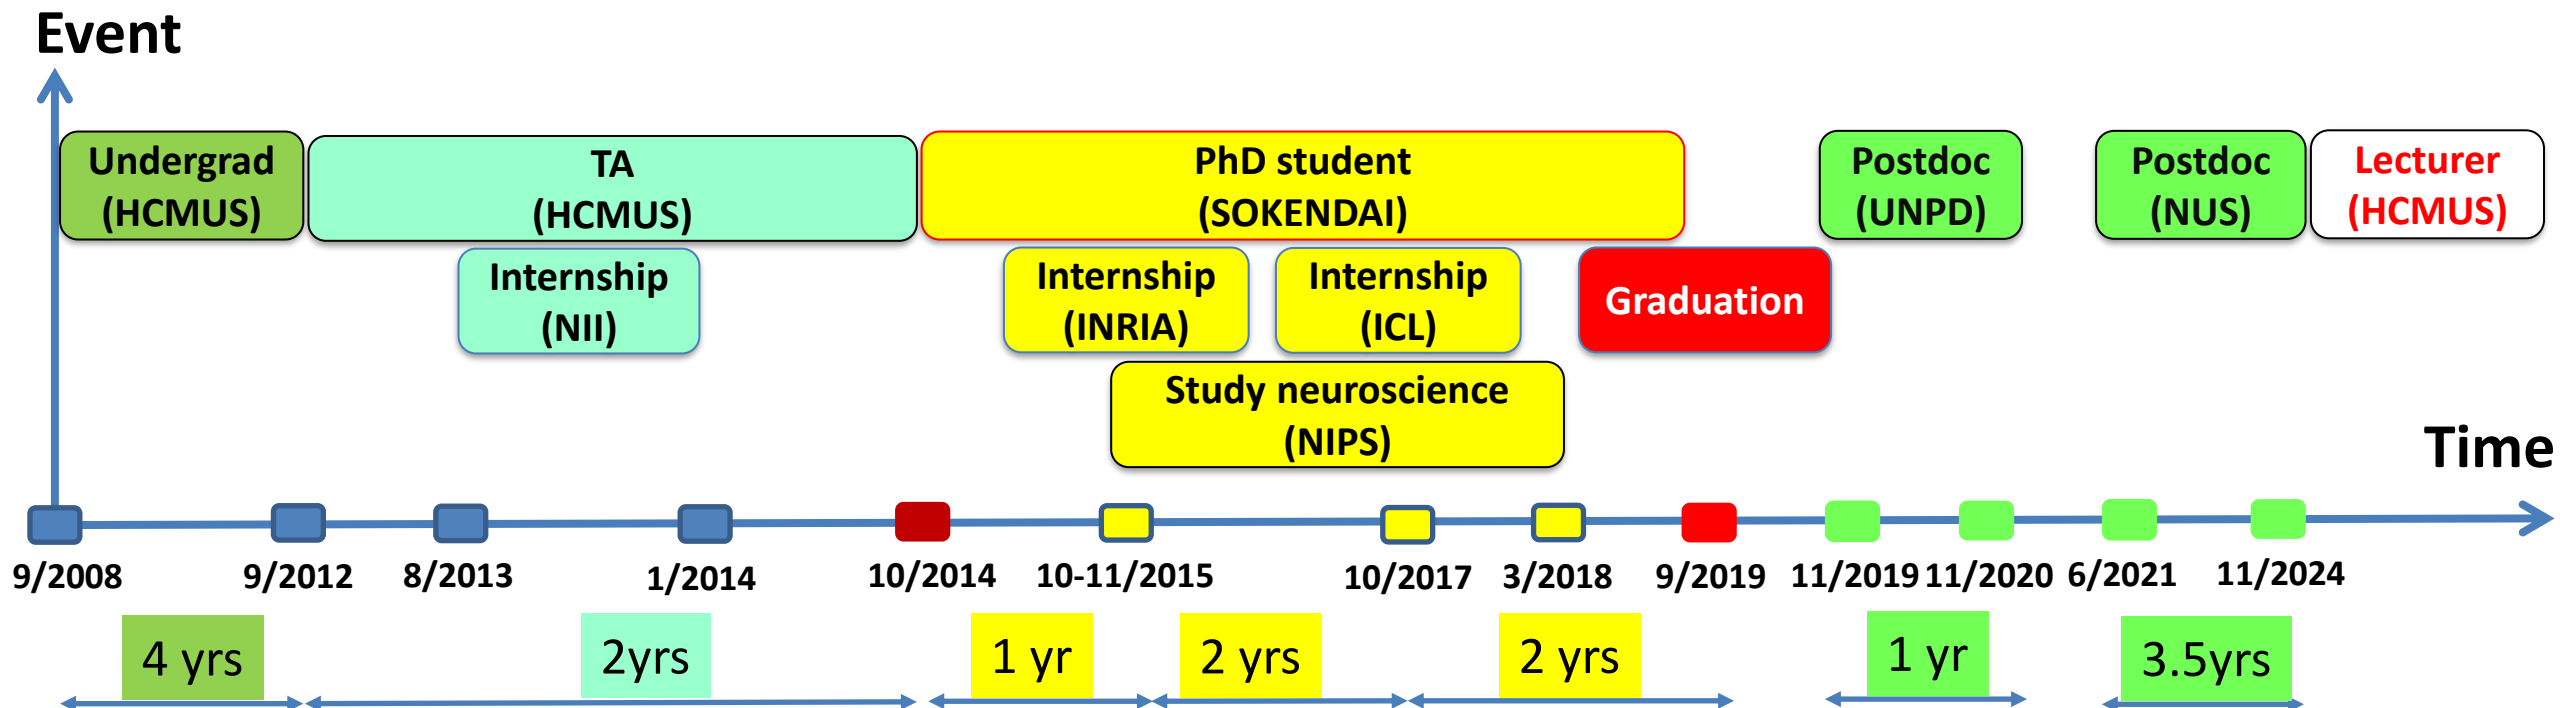 Event
Undergrad
(HCMUS)
TA
(HCMUS)
PhD student
(SOKENDAI)
Postdoc
(UNPD)
Postdoc
(NUS)
Lecturer
(HCMUS)
Internship
(NII)
Internship
(INRIA)
Internship
(ICL)
Graduation
Study neuroscience
(NIPS)
Time
9/2008
9/2012
8/2013
1/2014
10/2014
10-11/2015
10/2017
3/2018
9/2019
11/2019
11/2020
6/2021
11/2024
4 yrs
2yrs
1 yr
2 yrs
2 yrs
1 yr
3.5yrs